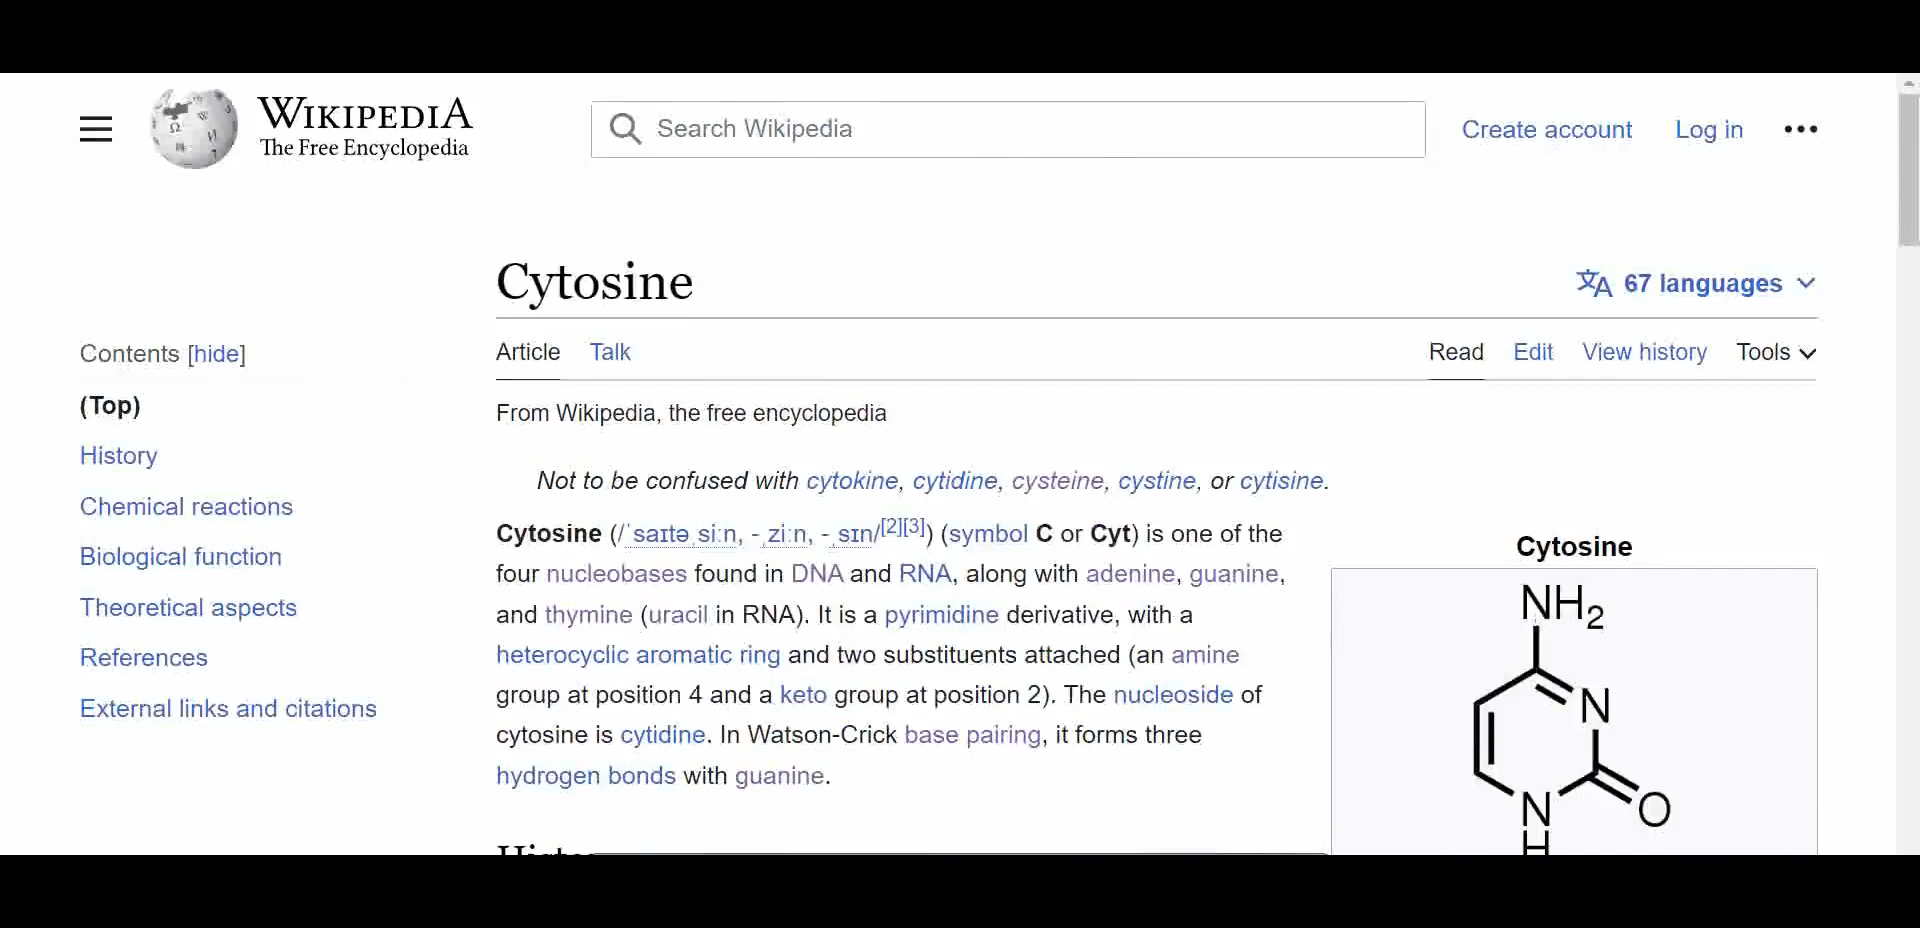 WIKIPEDIA
The Free Encyclopedia
Search Wikipedia
Create account
Log in
Cytosine
67 languages
Contents [hide]
(Top)
History
Chemical reactions
Biological function
Theoretical aspects
References
External links and citations
Article Talk
Read Edit View history Tools
From Wikipedia, the free encyclopedia
Not to be confused with cytokine, cytidine, cysteine, cystine, or cytisine.
Cytosine (/ˈsaɪtəˌsiːn, -ˌziːn, -ˌsɪn/[2][3]) (symbol C or Cyt) is one of the
four nucleobases found in DNA and RNA, along with adenine, guanine,
and thymine (uracil in RNA). It is a pyrimidine derivative, with a
heterocyclic aromatic ring and two substituents attached (an amine
group at position 4 and a keto group at position 2). The nucleoside of
cytosine is cytidine. In Watson-Crick base pairing, it forms three
hydrogen bonds with guanine.
Cytosine
NH2
N
N
H
O